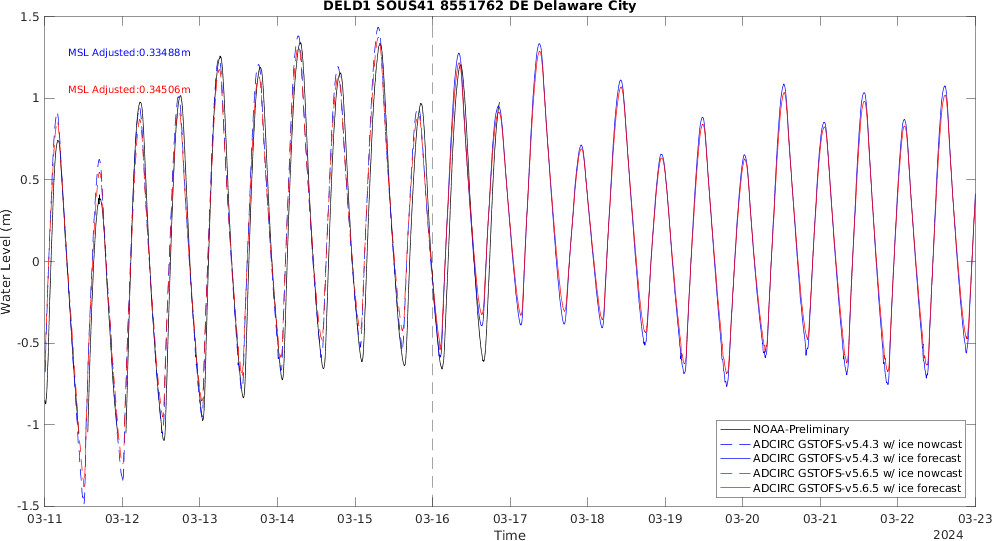 DELD1 SOUS41 8551762 DE Delaware City
1.5
MSL Adjusted:0.33488m
MSL Adjusted:0.34506m
1
0.5
0
-0.5
-1
-1.5
Water Level (m)
NOAA-Preliminary
ADCIRC GSTOFS-v5.4.3 w/ ice nowcast
ADCIRC GSTOFS-v5.4.3 w/ ice forecast
ADCIRC GSTOFS-v5.6.5 w/ ice nowcast
ADCIRC GSTOFS-v5.6.5 w/ ice forecast
03-11 03-12 03-13 03-14 03-15 03-16 03-17 03-18 03-19 03-20 03-21 03-22 03-23
Time
2024